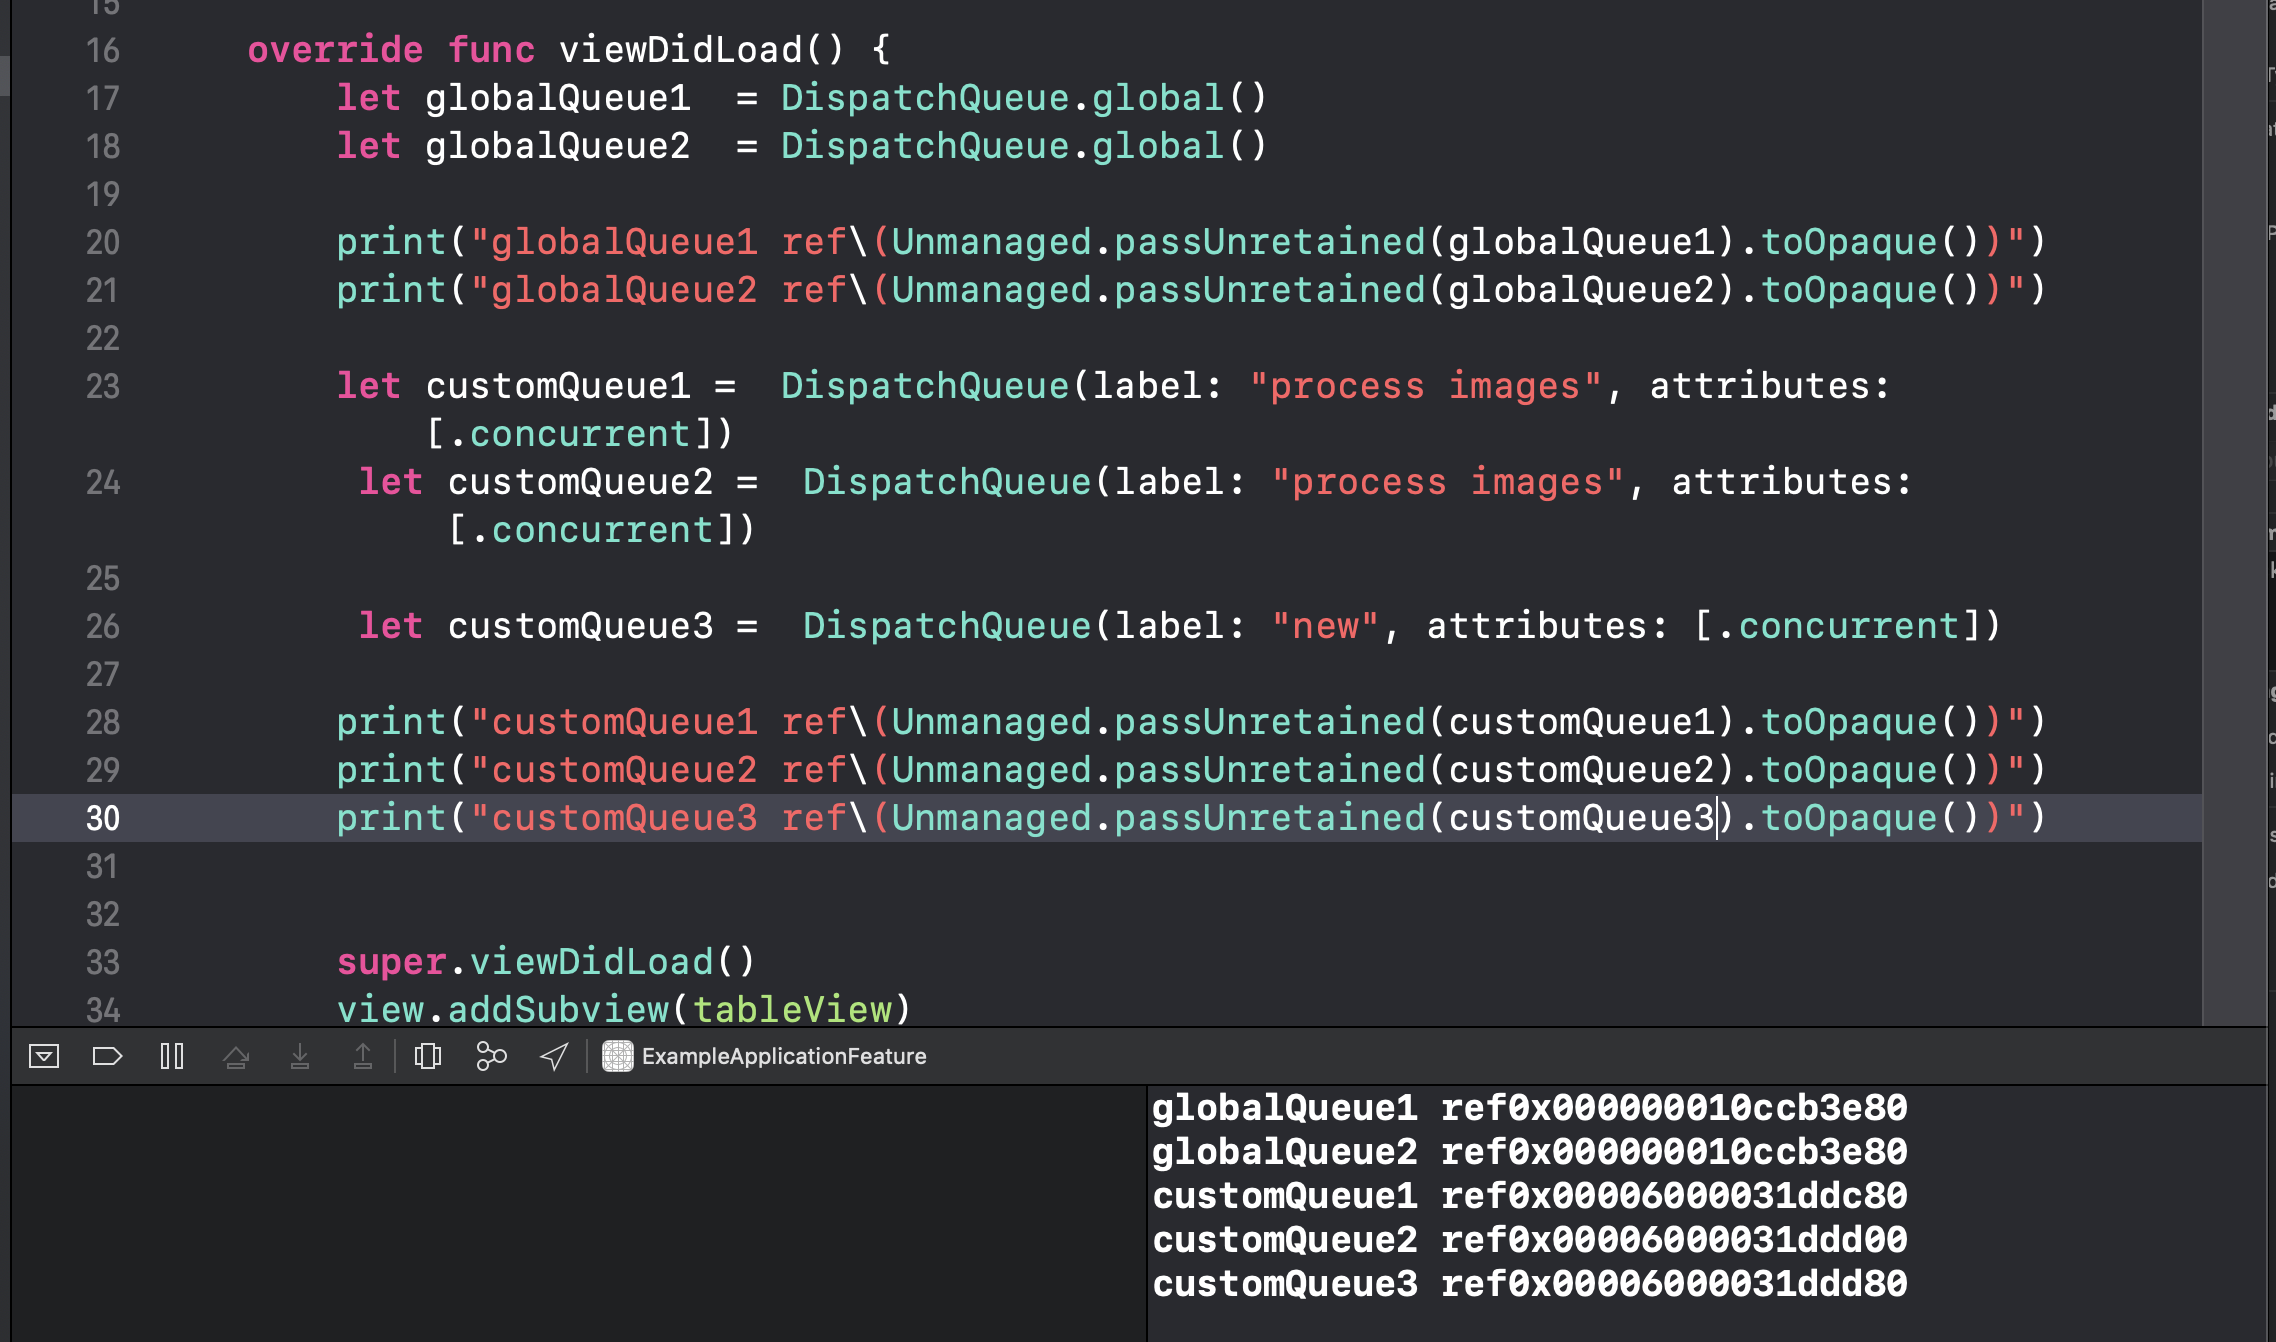 15
16 override func viewDidLoad() {
17 let globalQueue1  = DispatchQueue.global()
18 let globalQueue2  = DispatchQueue.global()
19
20 print("globalQueue1 ref\(Unmanaged.passUnretained(globalQueue1).toOpaque())")
21 print("globalQueue2 ref\(Unmanaged.passUnretained(globalQueue2).toOpaque())")
22
23 let customQueue1 =  DispatchQueue(label: "process images", attributes:
[.concurrent])
24 let customQueue2 =  DispatchQueue(label: "process images", attributes:
[.concurrent])
25
26 let customQueue3 =  DispatchQueue(label: "new", attributes: [.concurrent])
27
28 print("customQueue1 ref\(Unmanaged.passUnretained(customQueue1).toOpaque())")
29 print("customQueue2 ref\(Unmanaged.passUnretained(customQueue2).toOpaque())")
30 print("customQueue3 ref\(Unmanaged.passUnretained(customQueue3).toOpaque())")
31
32
33 super.viewDidLoad()
34 view.addSubview(tableView)
ExampleApplicationFeature
globalQueue1 ref0x000000010ccb3e80
globalQueue2 ref0x000000010ccb3e80
customQueue1 ref0x00006000031ddc80
customQueue2 ref0x00006000031ddd00
customQueue3 ref0x00006000031ddd80